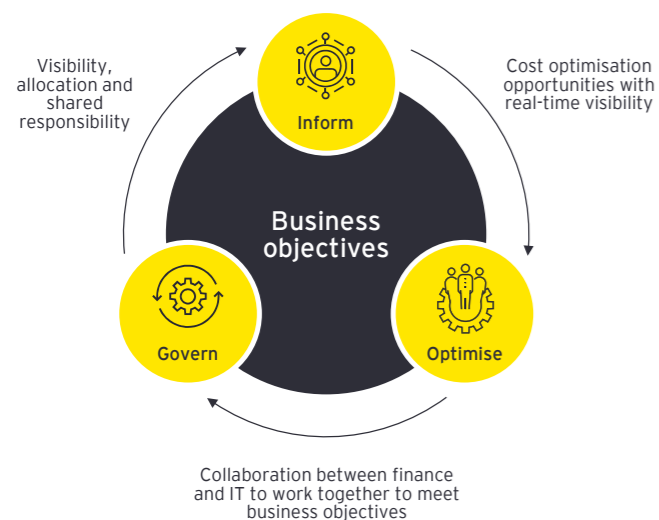 Visibility,
allocation and
shared
responsibility
Inform
Cost optimisation
opportunities with
real-time visibility
Business
objectives
Govern
Optimise
Collaboration between finance
and IT to work together to meet
business objectives